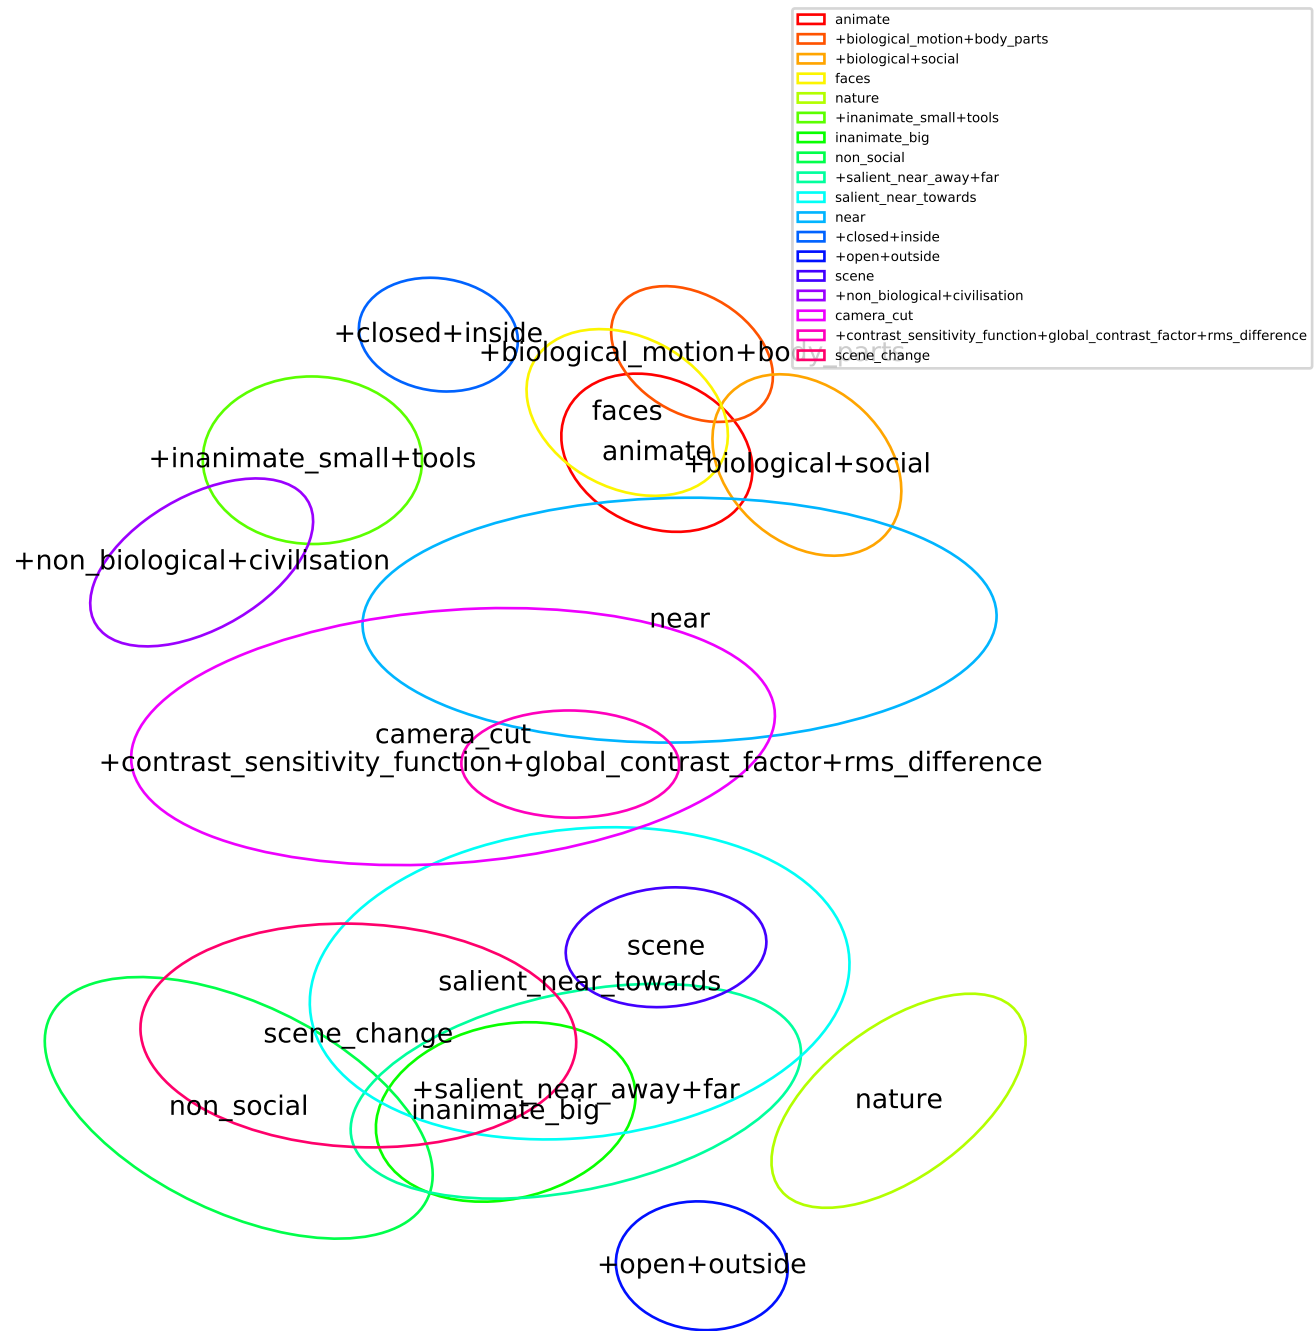 animate
+biological_motion+body_parts
+biological+social
faces
nature
+inanimate_small+tools
inanimate_big
non_social
+salient_near_away+far
salient_near_towards
near
+closed+inside
+open+outside
scene
+non_biological+civilisation
camera_cut
+contrast_sensitivity_function+global_contrast_factor+rms_difference
scene_change
+closed+inside
+biological_motion+body_parts
faces
animate
+inanimate_small+tools
+biological+social
+non_biological+civilisation
near
camera_cut
+contrast_sensitivity_function+global_contrast_factor+rms_difference
scene
salient_near_towards
scene_change
+salient_near_away+far
inanimate_big
non_social
nature
+open+outside